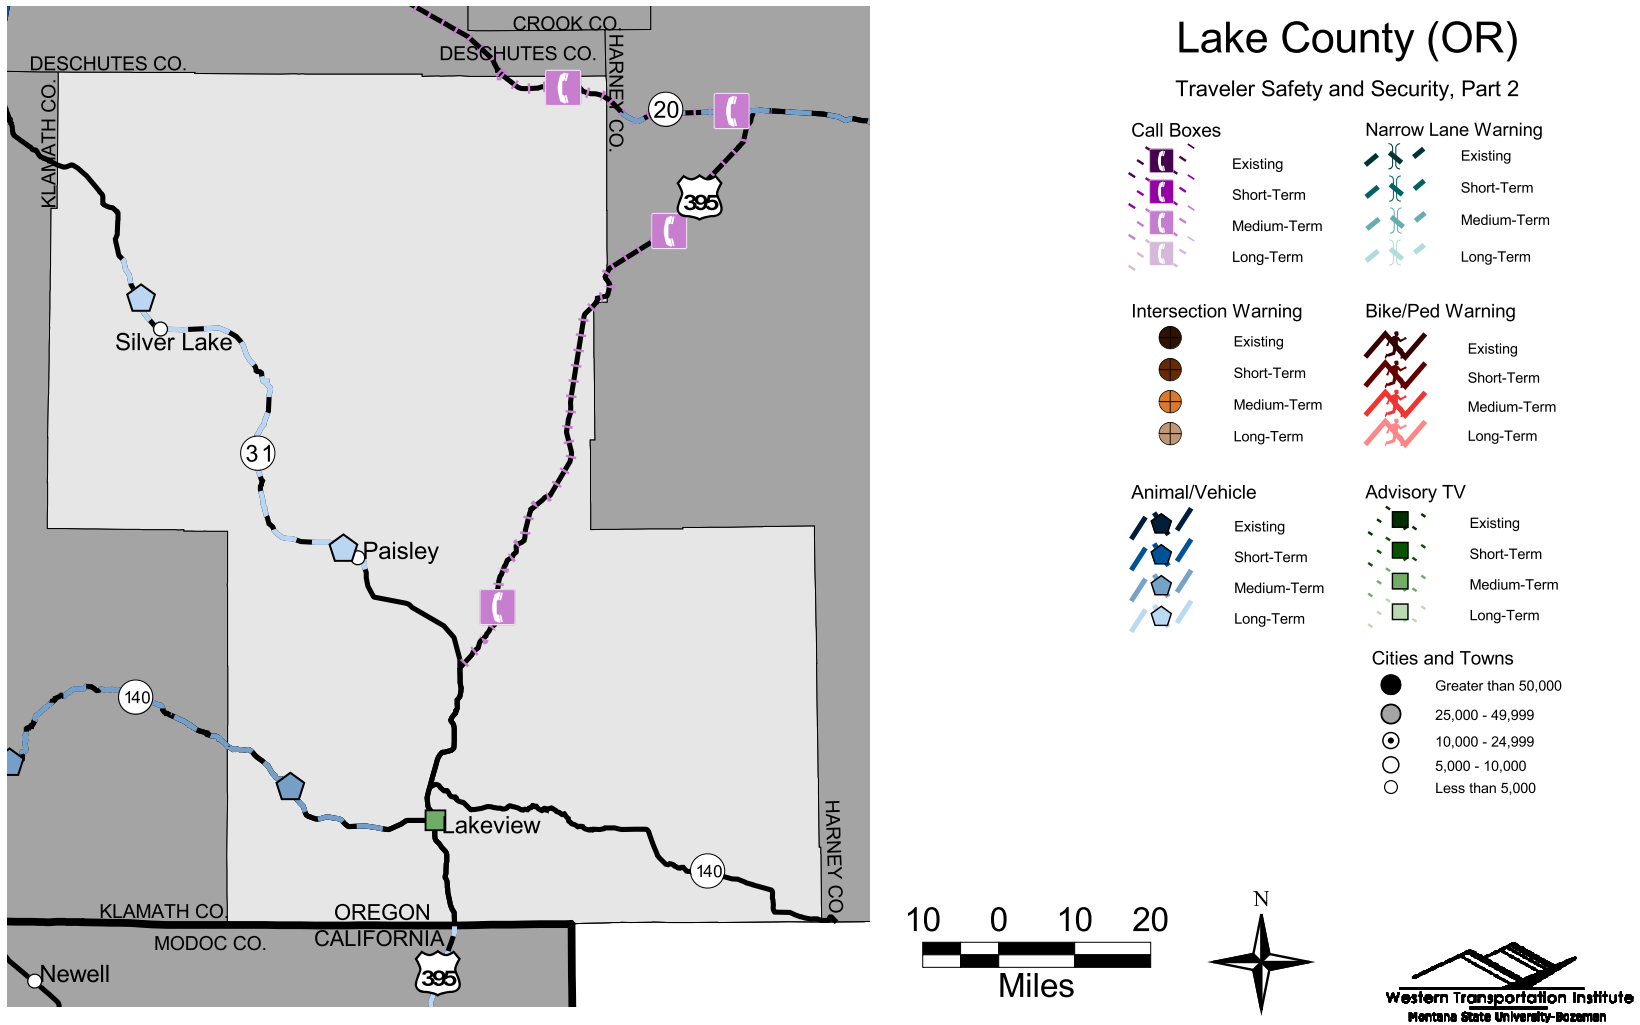 CROOK CO.
DESCHUTES CO.
DESCHUTES CO.
HARNEY CO.
KLAMATH CO.
20
395
Silver Lake
31
Paisley
140
Lakeview
140
HARNEY CO.
KLAMATH CO.
OREGON
MODOC CO.
CALIFORNIA
395
Newell
Lake County (OR)
Traveler Safety and Security, Part 2
Call Boxes
Existing
Short-Term
Medium-Term
Long-Term
Narrow Lane Warning
Existing
Short-Term
Medium-Term
Long-Term
Intersection Warning
Existing
Short-Term
Medium-Term
Long-Term
Bike/Ped Warning
Existing
Short-Term
Medium-Term
Long-Term
Animal/Vehicle
Existing
Short-Term
Medium-Term
Long-Term
Advisory TV
Existing
Short-Term
Medium-Term
Long-Term
Cities and Towns
Greater than 50,000
25,000 - 49,999
10,000 - 24,999
5,000 - 10,000
Less than 5,000
10 0 10 20
Miles
N
Western Transportation Institute
Montana State University-Bozeman